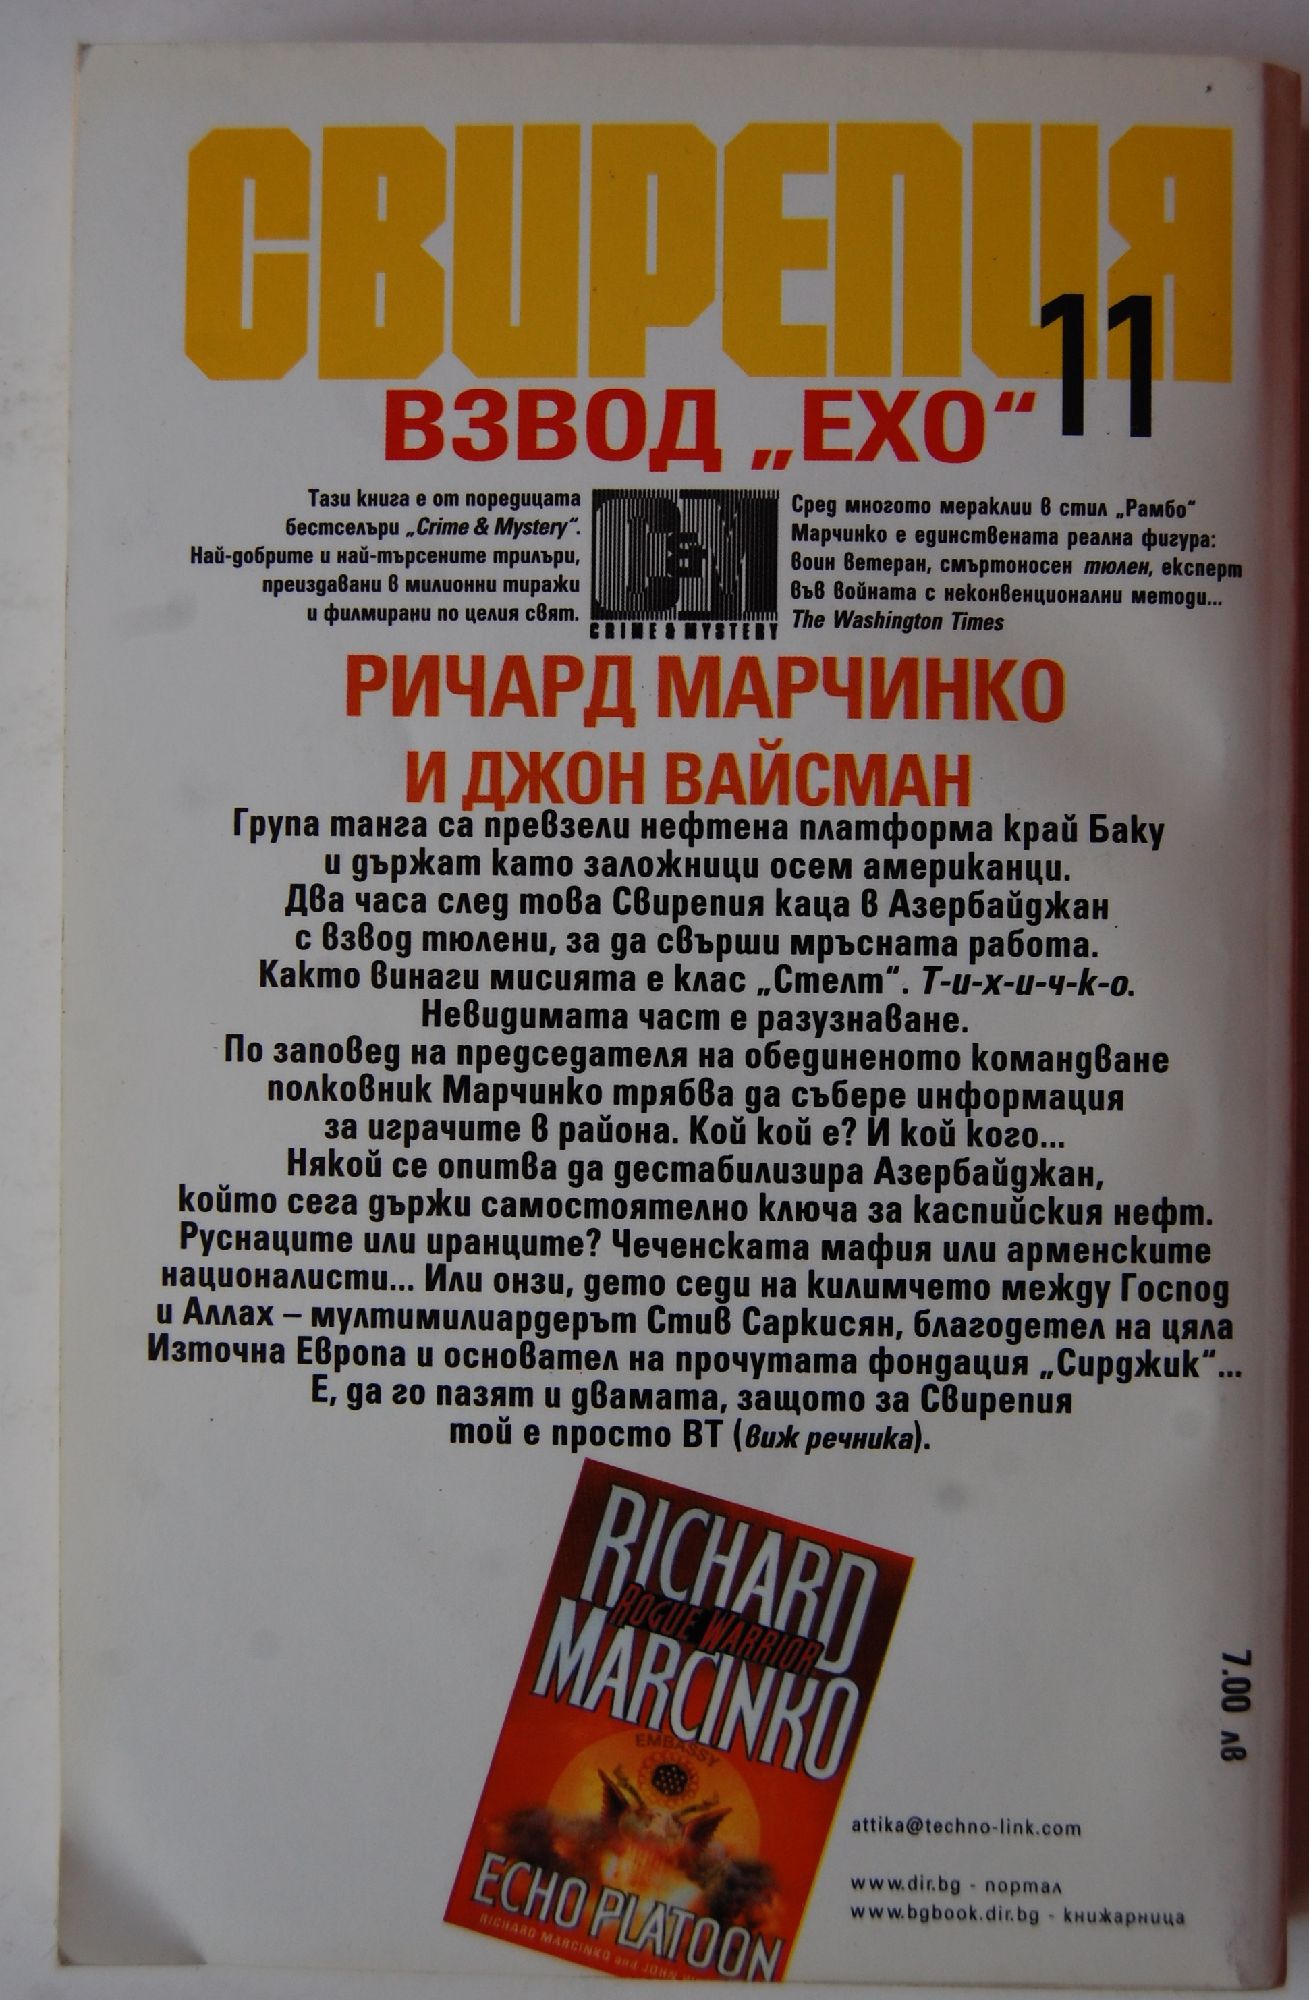 СВИРЕПИЯ
11
ВЗВОД „ЕХО“
Тази книга е от поредицата
бестселъри „Crime & Mystery“.
Най-добрите и най-търсените трилъри,
преиздавани в милионни тиражи
и филмирани по целия свят.
C&M
CRIME & MYSTERY
Сред многото мераклии в стил „Рамбо“
Марчинко е единствената реална фигура:
воин ветеран, смъртоносен тюлен, експерт
във войната с неконвенционални методи...
The Washington Times
РИЧАРД МАРЧИНКО
И ДЖОН ВАЙСМАН
Група танга са превзели нефтена платформа край Баку
и държат като заложници осем американци.
Два часа след това Свирепия каца в Азербайджан
с взвод тюлени, за да свърши мръсната работа.
Както винаги мисията е клас „Стелт“. Т-и-х-и-ч-к-о.
Невидимата част е разузнаване.
По заповед на председателя на обединеното командване
полковник Марчинко трябва да събере информация
за играчите в района. Кой кой е? И кой кого...
Някой се опитва да дестабилизира Азербайджан,
който сега държи самостоятелно ключа за каспийския нефт.
Руснаците или иранците? Чеченската мафия или арменските
националисти... Или онзи, дето седи на килимчето между Господ
и Аллах – мултимилиардерът Стив Саркисян, благодетел на цяла
Източна Европа и основател на прочутата фондация „Сирджик“...
Е, да го пазят и двамата, защото за Свирепия
той е просто ВТ (виж речника).
RICHARD
ROGUE WARRIOR
MARCINKO
EMBASSY
ECHO PLATOON
RICHARD MARCINKO and JOHN
7.00 лв
attika@techno-link.com
www.dir.bg - портал
www.bgbook.dir.bg - книжарница